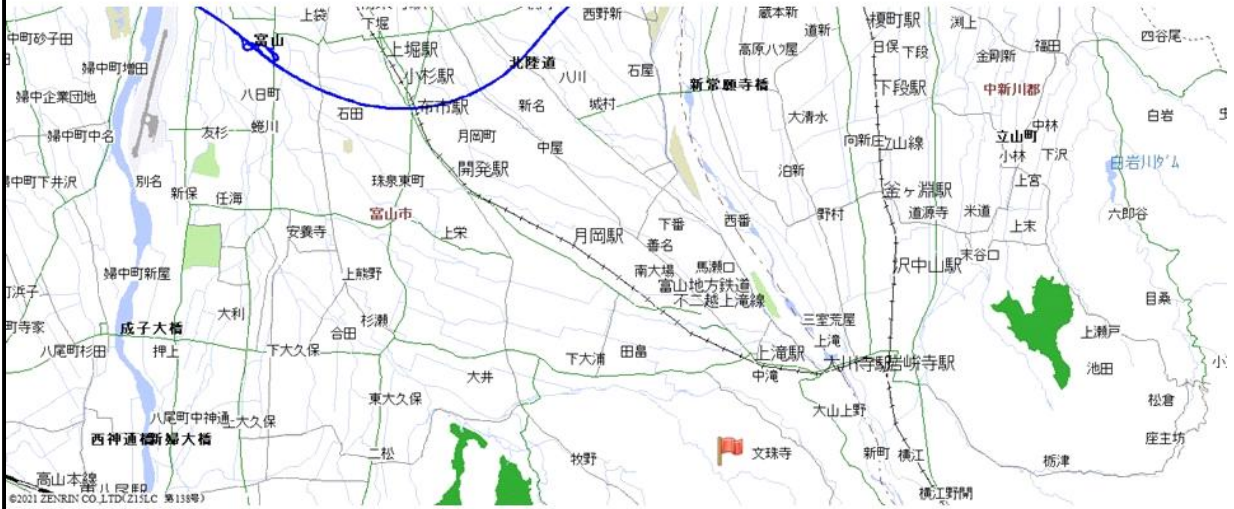 上袋
下堀
西野新
蔵本新
道新
榎町駅
渕上
福田
四谷尾
中町砂子田
富山
上堀駅
北陸道
石屋
高原八ツ屋
日俣
下段
金剛新
婦中町増田
小杉駅
八川
新常願寺橋
下段駅
中新川郡
婦中企業団地
八日町
布市駅
新名
城村
石田
大清水
白岩
婦中町中名
友杉
蜷川
月岡町
中屋
向新庄
立山線
立山町
中林
小林
下沢
白岩川ダム
中町下井沢
別名
新保
任海
珠泉東町
開発駅
泊新
釜ヶ淵駅
上宮
富山市
安養寺
上栄
月岡駅
下番
西番
野村
道源寺
米道
上末
六郎谷
善名
末谷口
婦中町新屋
上熊野
南大場
馬瀬口
沢中山駅
富山地方鉄道
不二越上滝線
町浜子
目桑
町寺家
成子大橋
大利
合田
杉瀬
三室荒屋
上滝
上瀬戸
八尾町杉田
押上
下大久保
下大浦
田畠
上滝駅
大川寺駅
岩峅寺駅
池田
大井
中滝
東大久保
大山上野
松倉
八尾町中神通
大久保
西神通橋
新婦大橋
座主坊
二松
牧野
文珠寺
新町
横江
栃津
高山本線
東八尾駅
横江野開
©2021 ZENRIN CO.,LTD(Z15LC 第138号)